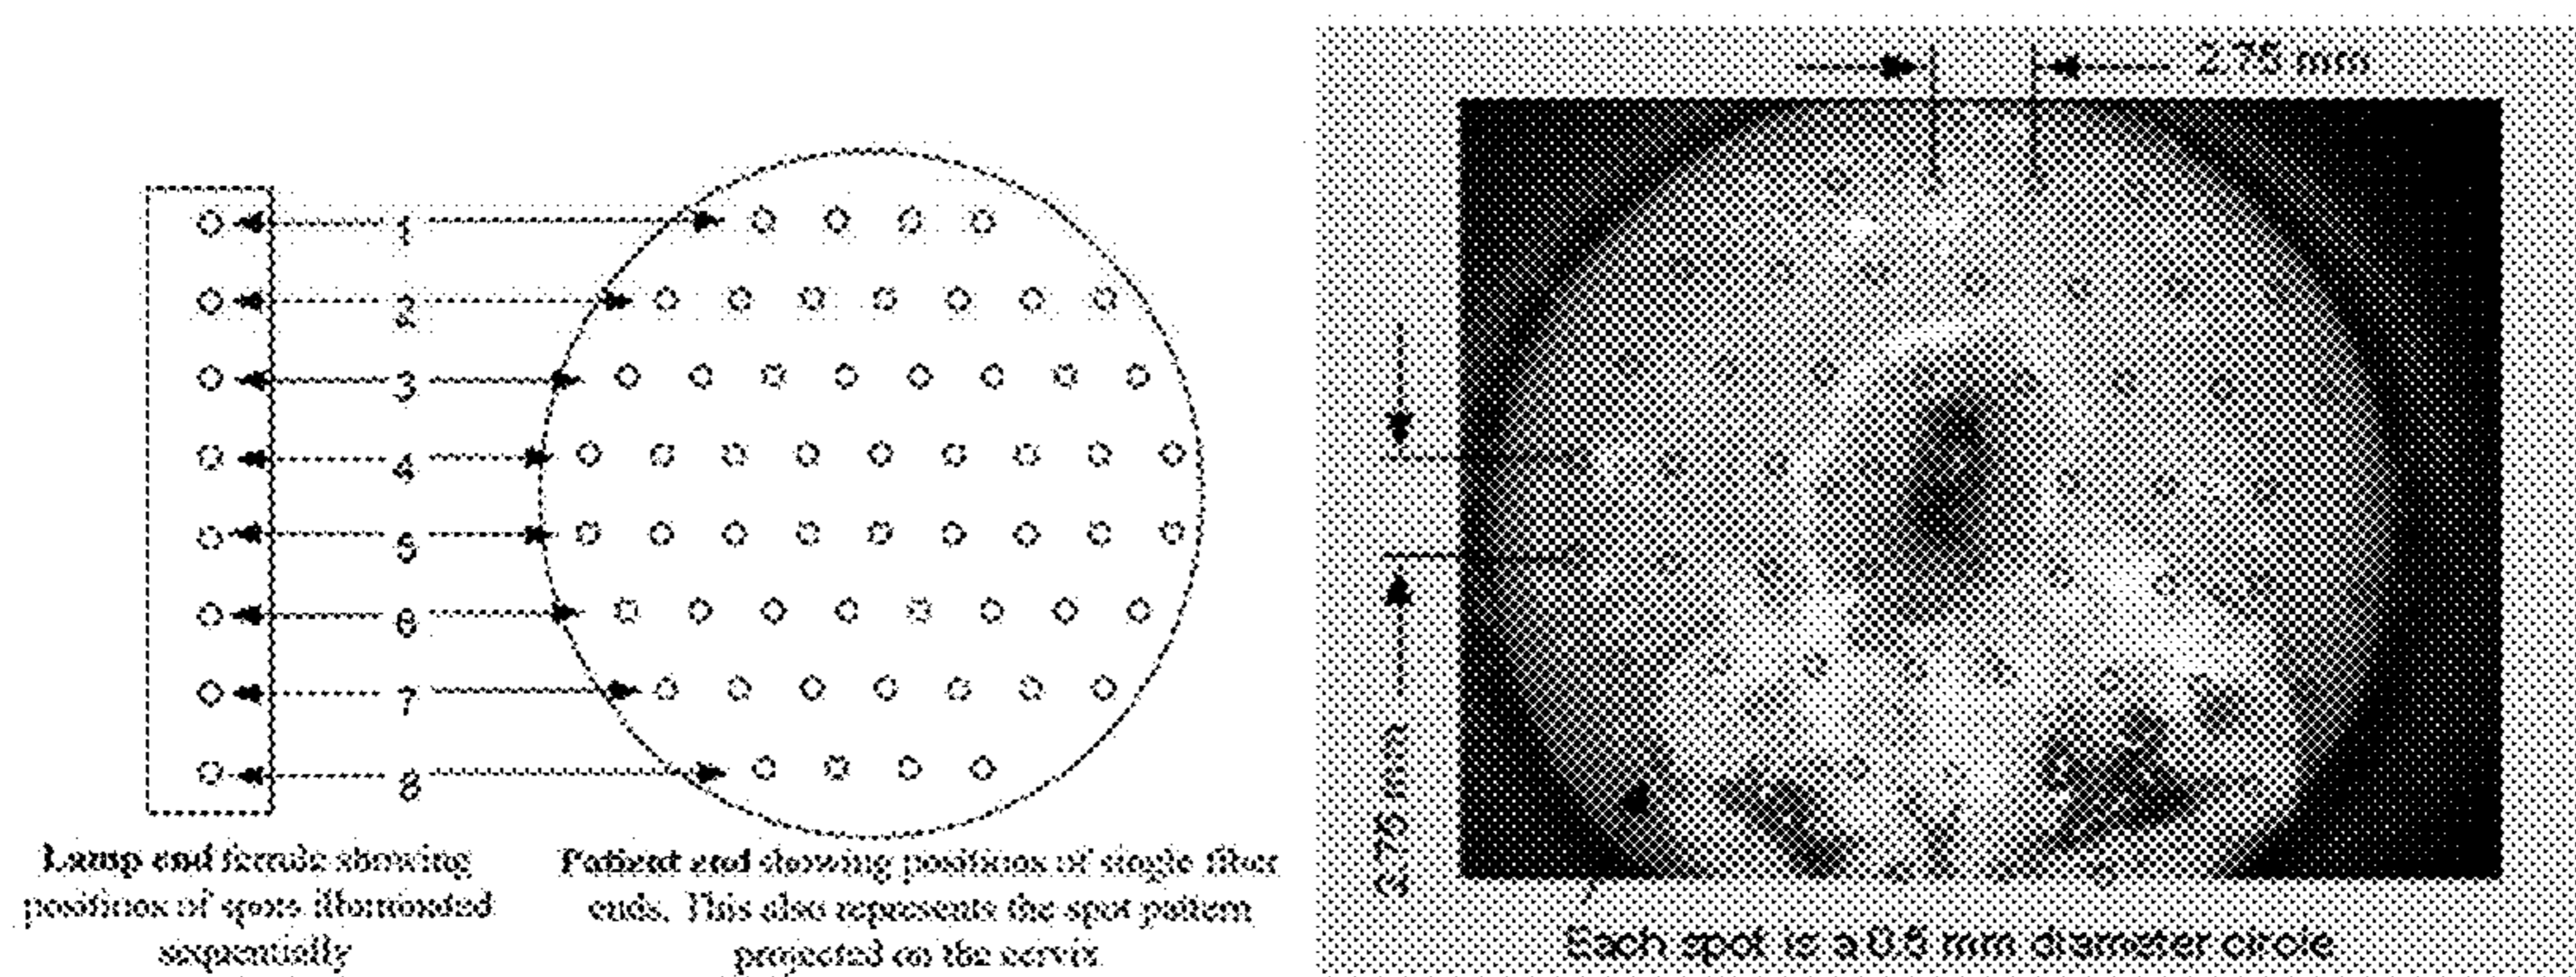 1
2
3
4
5
6
7
8
Lamp end ferrule showing
positions of spots illuminated
sequentially
Patient end showing positions of single fiber
ends. This also represents the spot pattern
projected on the cervix
2.75 mm
2.75 mm
Each spot is a 0.5 mm diameter circle